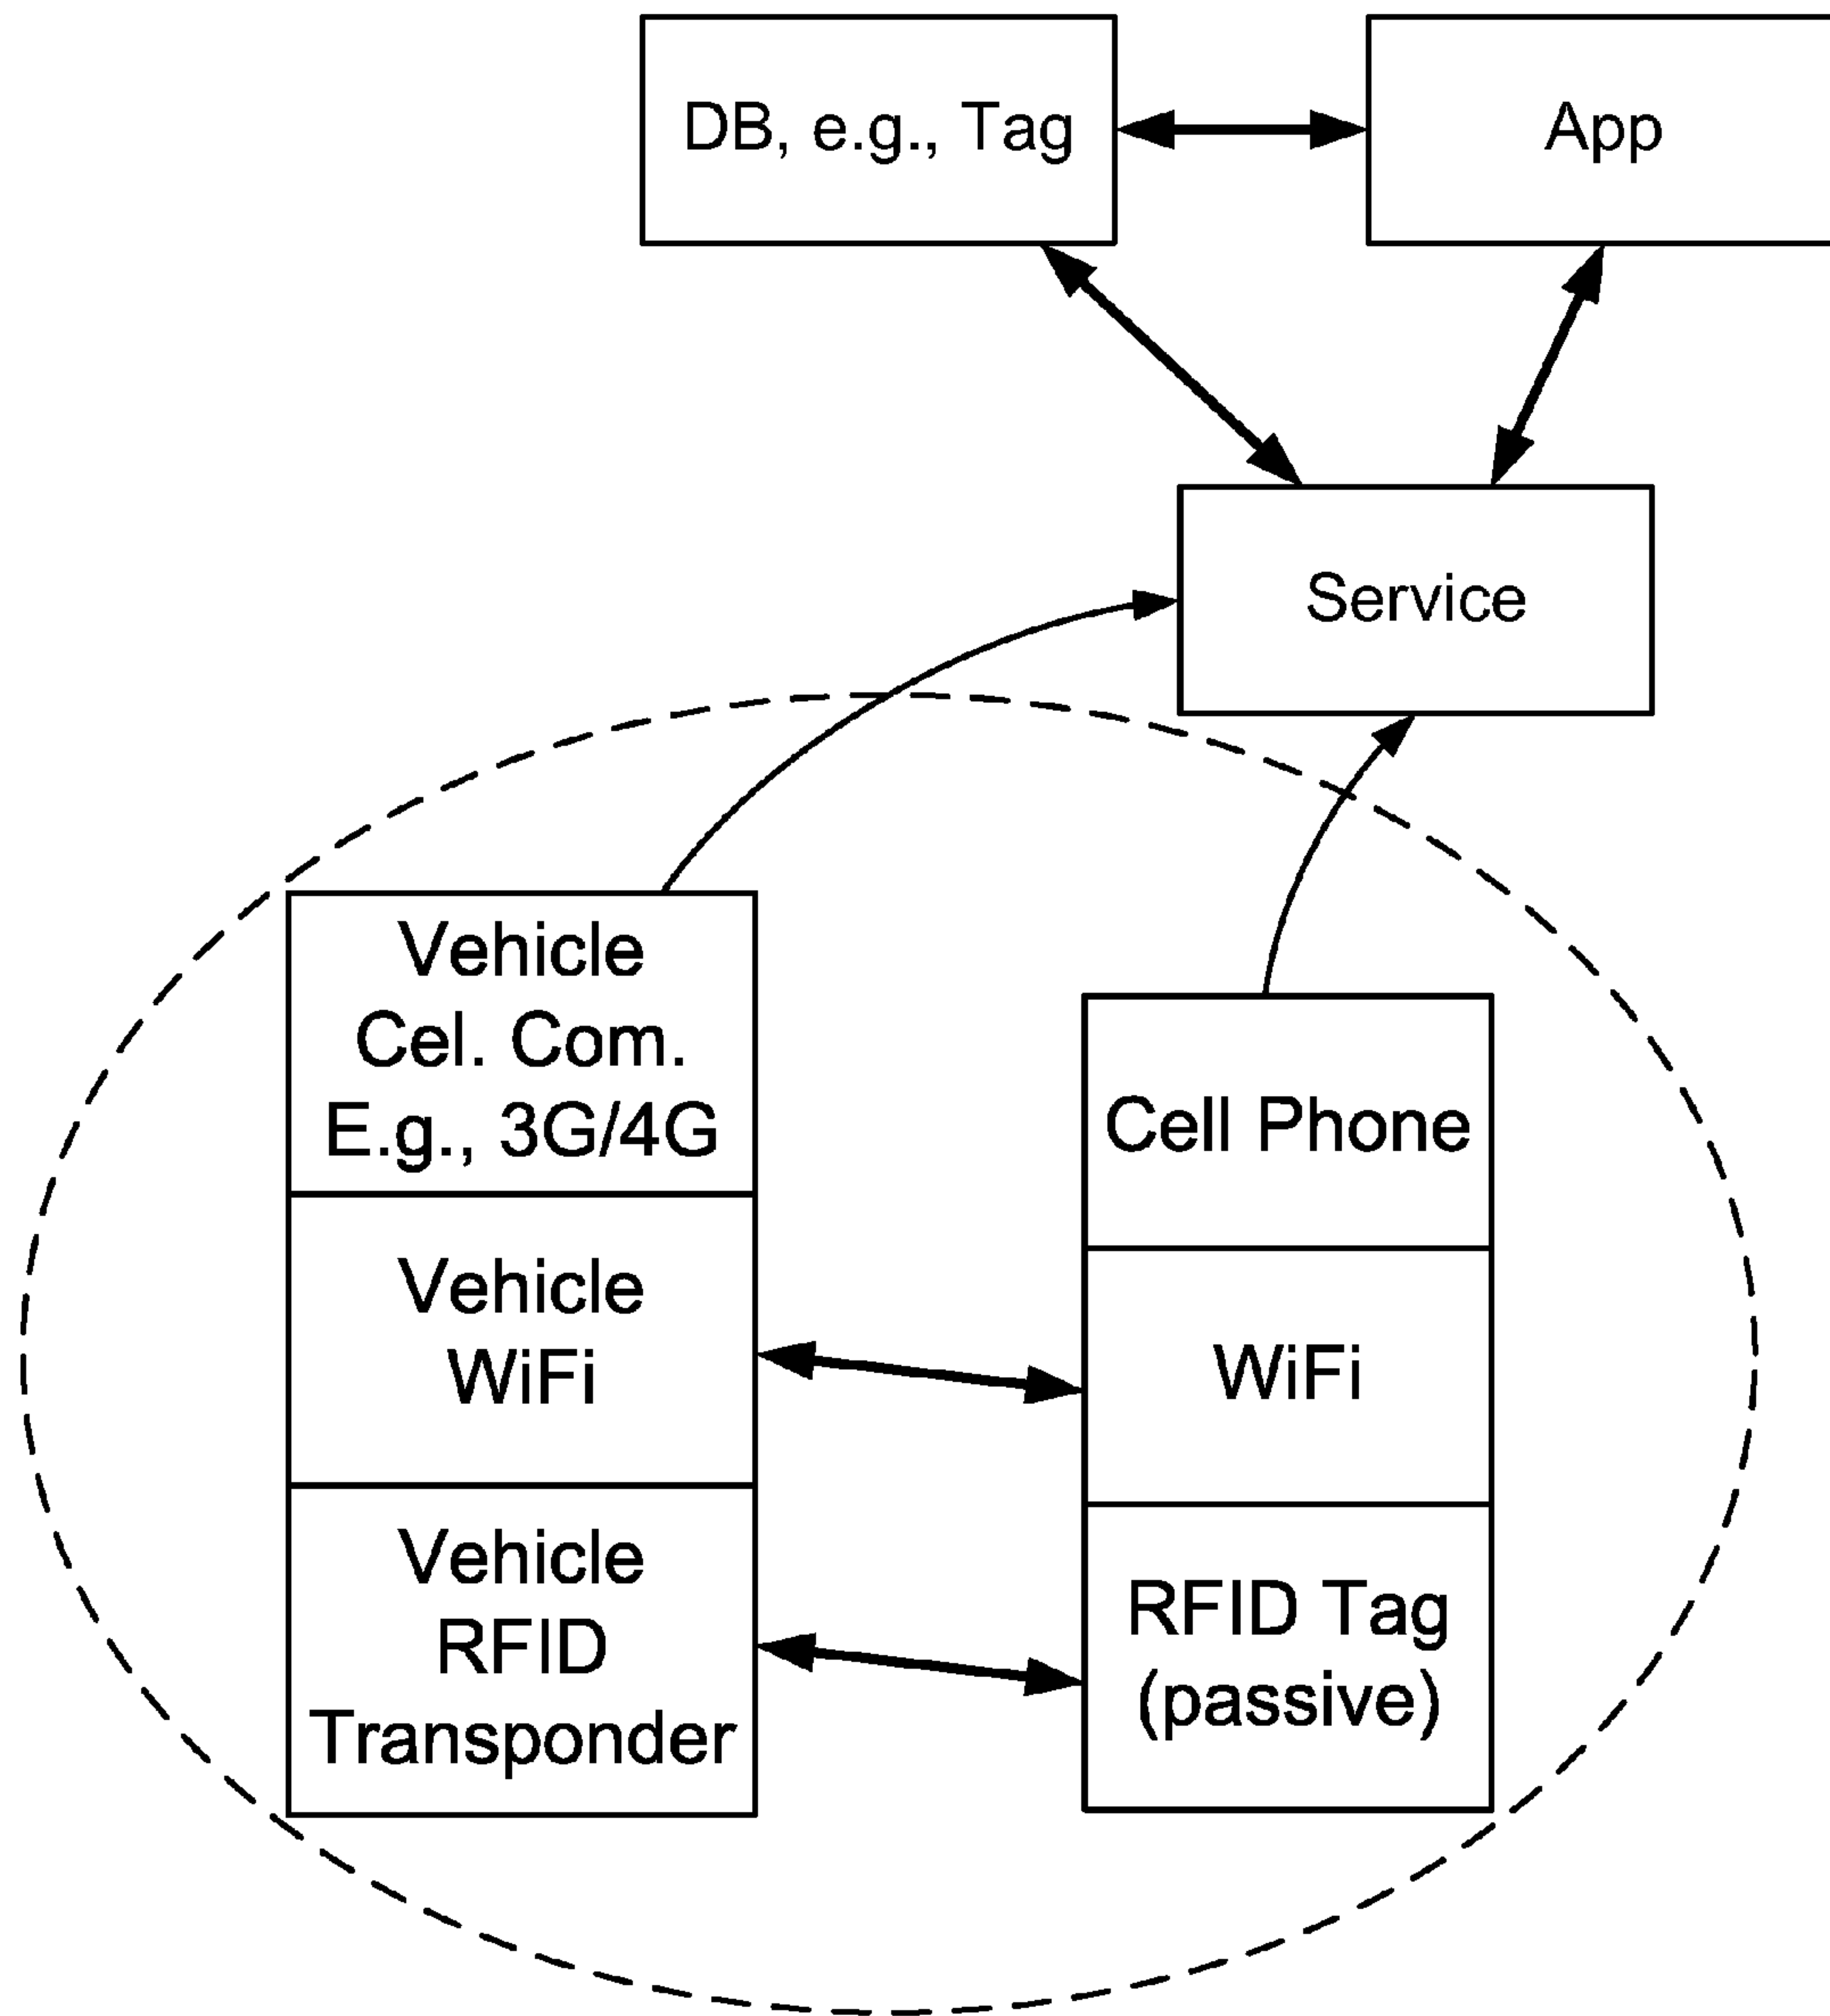 DB, e.g., Tag
App
Service
Vehicle
Cel. Com.
E.g., 3G/4G
Cell Phone
Vehicle
WiFi
WiFi
Vehicle
RFID
Transponder
RFID Tag
(passive)